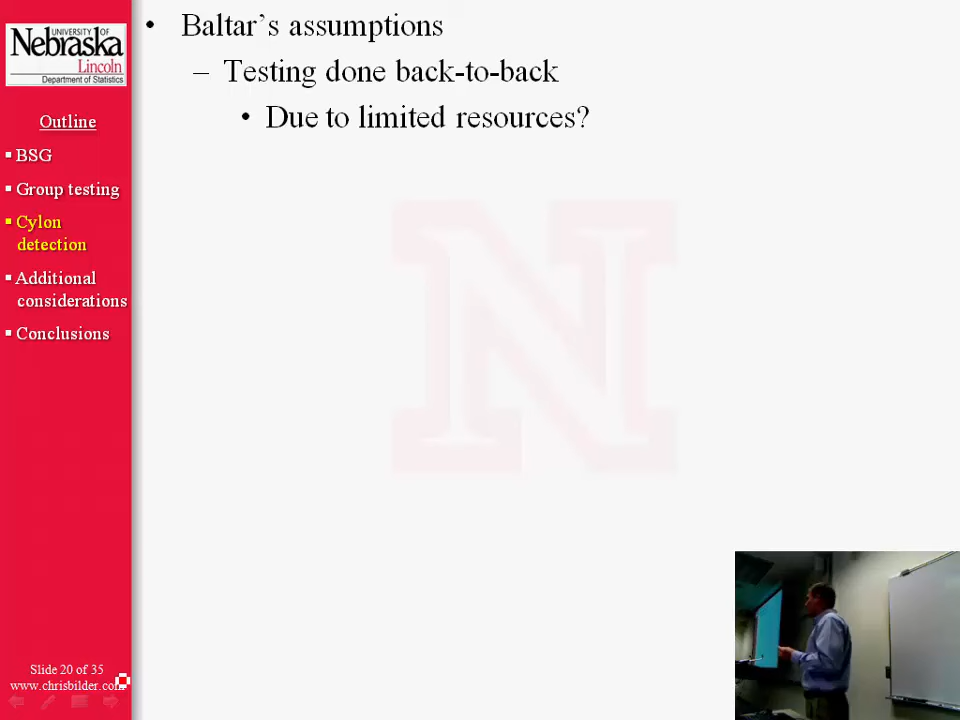 UNIVERSITY OF
Nebraska
Lincoln
Department of Statistics
Outline
▪ BSG
▪ Group testing
▪ Cylon
detection
▪ Additional
considerations
▪ Conclusions
Slide 20 of 35
www.chrisbilder.com
• Baltar’s assumptions
– Testing done back-to-back
• Due to limited resources?
N